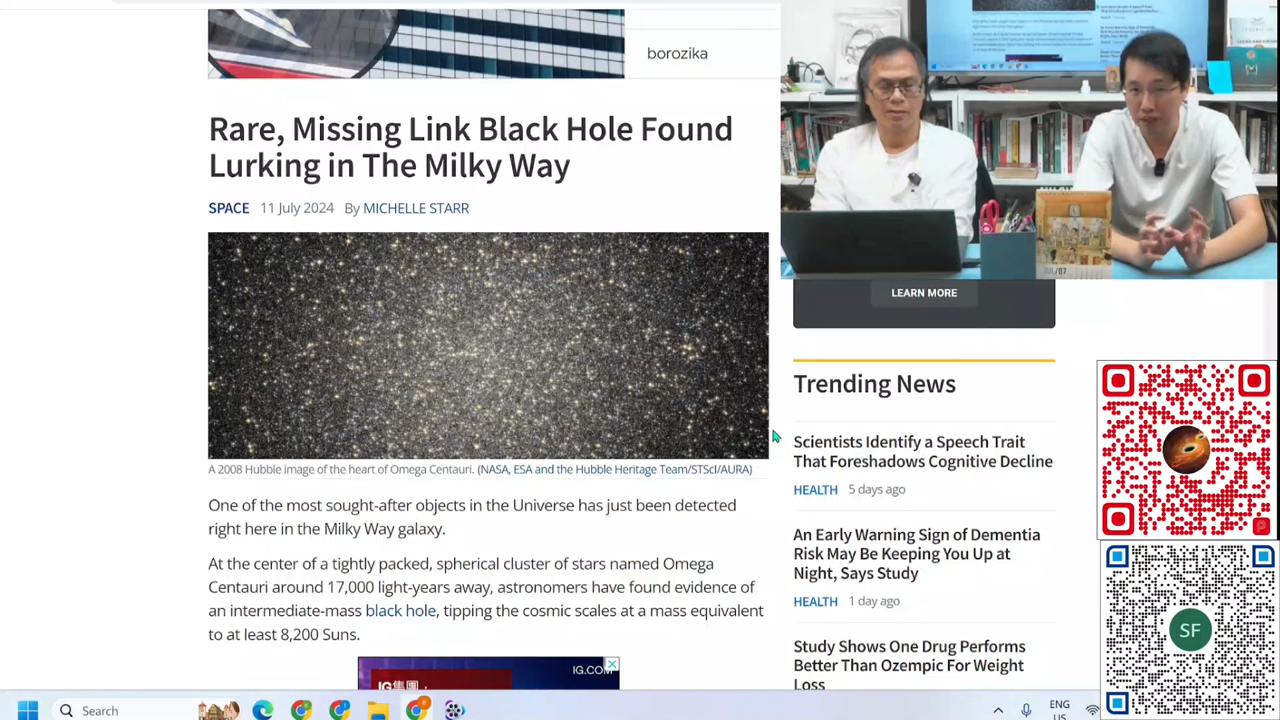 borozika
Rare, Missing Link Black Hole Found
Lurking in The Milky Way
SPACE 11 July 2024 By MICHELLE STARR
A 2008 Hubble image of the heart of Omega Centauri. (NASA, ESA and the Hubble Heritage Team/STScI/AURA)
One of the most sought-after objects in the Universe has just been detected
right here in the Milky Way galaxy.
At the center of a tightly packed, spherical cluster of stars named Omega
Centauri around 17,000 light-years away, astronomers have found evidence of
an intermediate-mass black hole, tipping the cosmic scales at a mass equivalent
to at least 8,200 Suns.
IG.COM
IG集團
LEARN MORE
Trending News
Scientists Identify a Speech Trait
That Foreshadows Cognitive Decline
HEALTH 5 days ago
An Early Warning Sign of Dementia
Risk May Be Keeping You Up at
Night, Says Study
HEALTH 1 day ago
Study Shows One Drug Performs
Better Than Ozempic For Weight
Loss
JUL/07
SF
Search
ENG
US